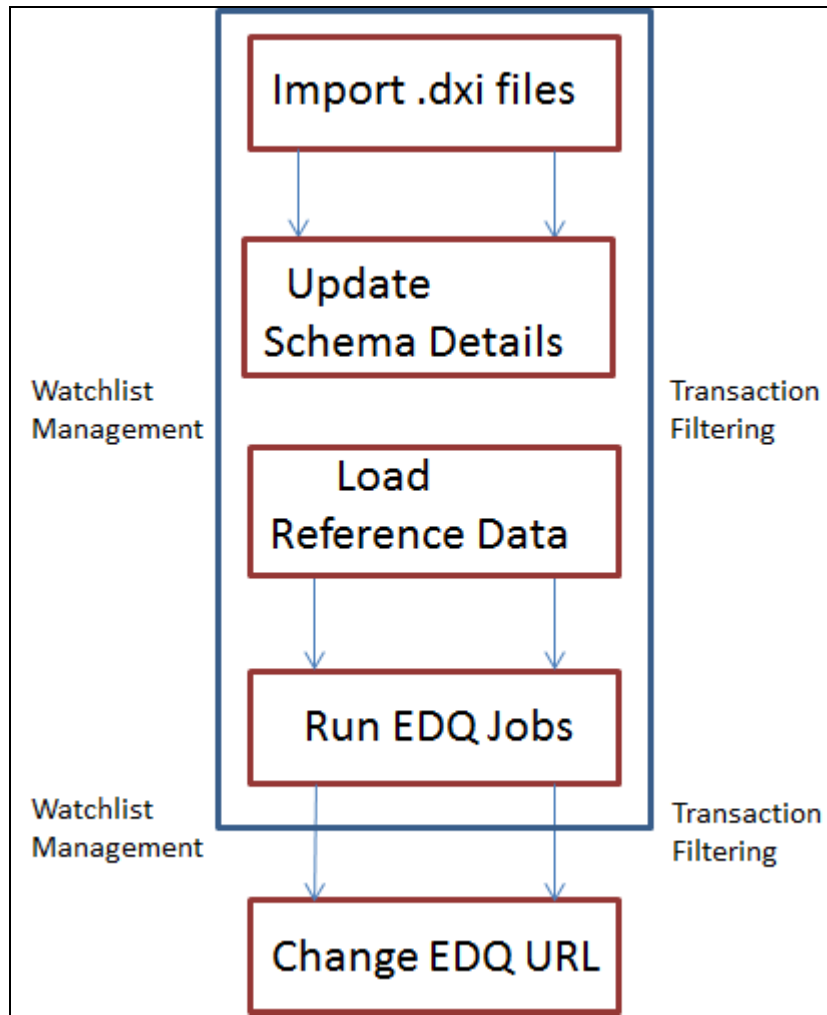 Import .dxi files
Update
Schema Details
Watchlist
Management
Transaction
Filtering
Load
Reference Data
Run EDQ Jobs
Watchlist
Management
Transaction
Filtering
Change EDQ URL